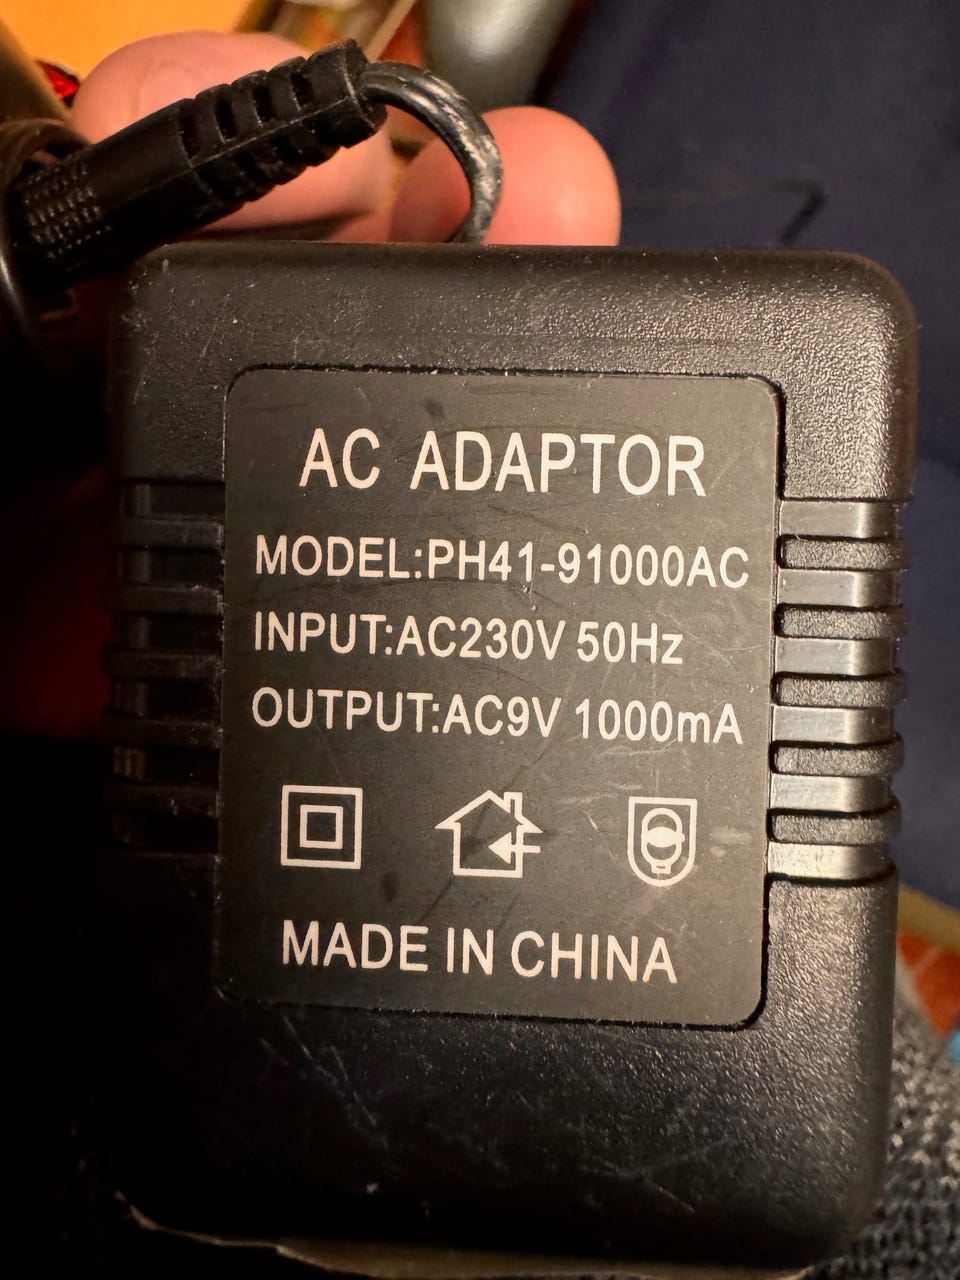 AC ADAPTOR
MODEL:PH41-91000AC
INPUT:AC230V 50Hz
OUTPUT:AC9V 1000mA
MADE IN CHINA